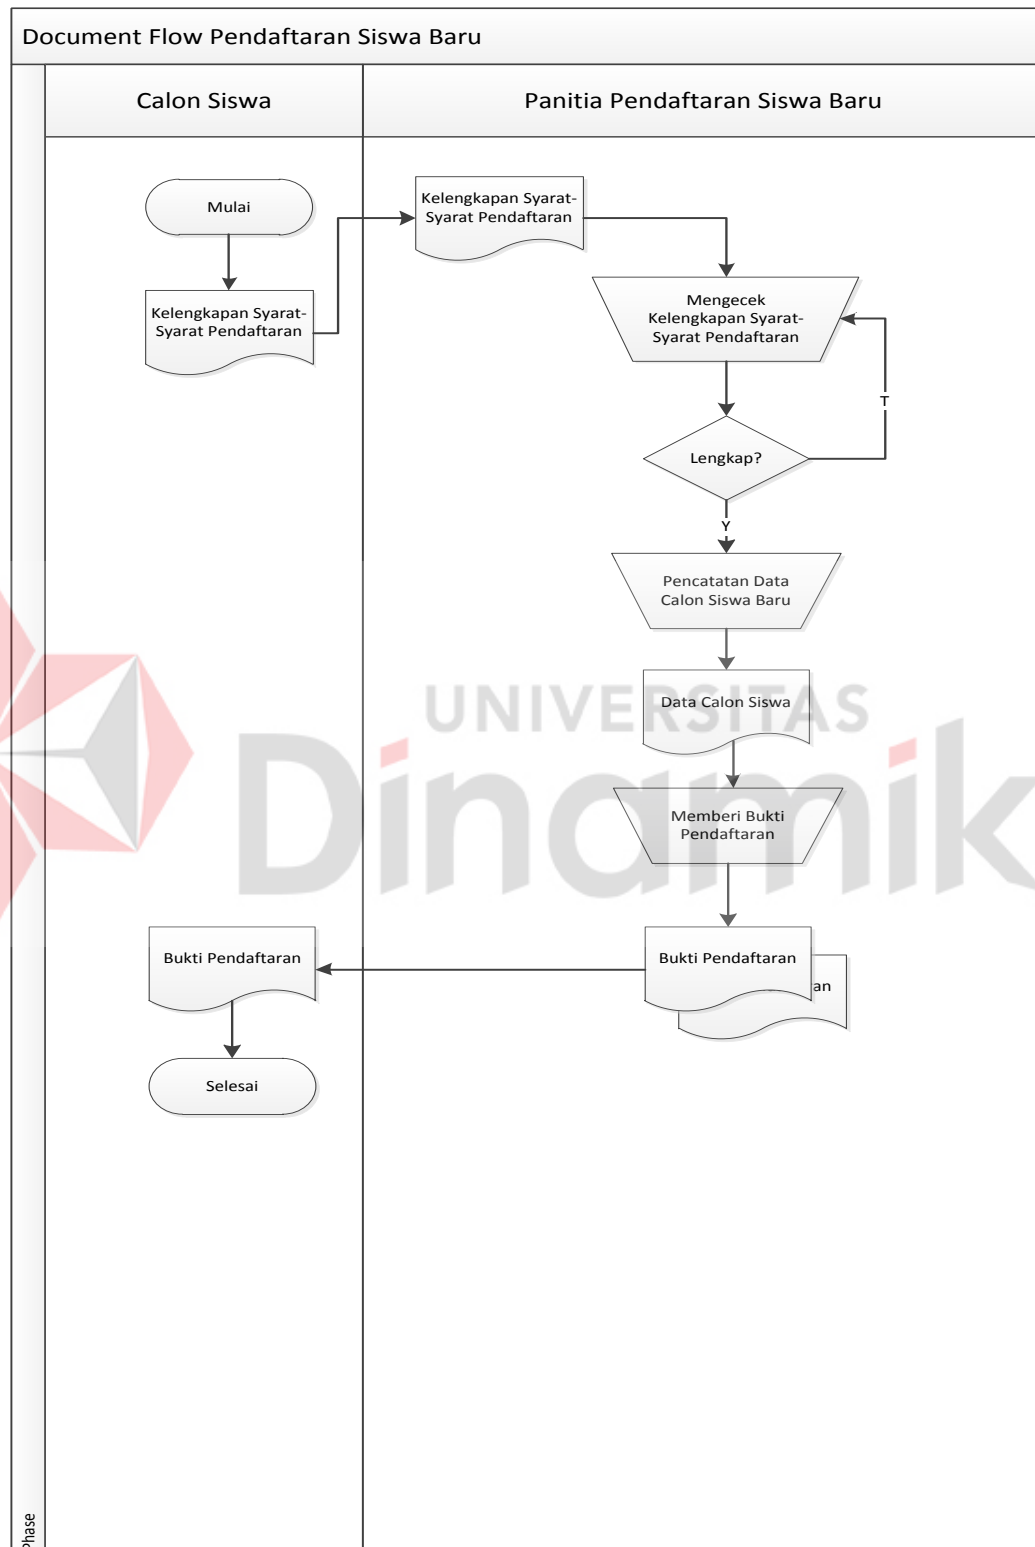 Document Flow Pendaftaran Siswa Baru
Calon Siswa
Panitia Pendaftaran Siswa Baru
Mulai
Kelengkapan Syarat-
Syarat Pendaftaran
Kelengkapan Syarat-
Syarat Pendaftaran
Mengecek
Kelengkapan Syarat-
Syarat Pendaftaran
T
Lengkap?
Y
Pencatatan Data
Calon Siswa Baru
Data Calon Siswa
UNIVERSITAS
Dinamika
Memberi Bukti
Pendaftaran
Bukti Pendaftaran
Bukti Pendaftaran
an
Selesai
Phase